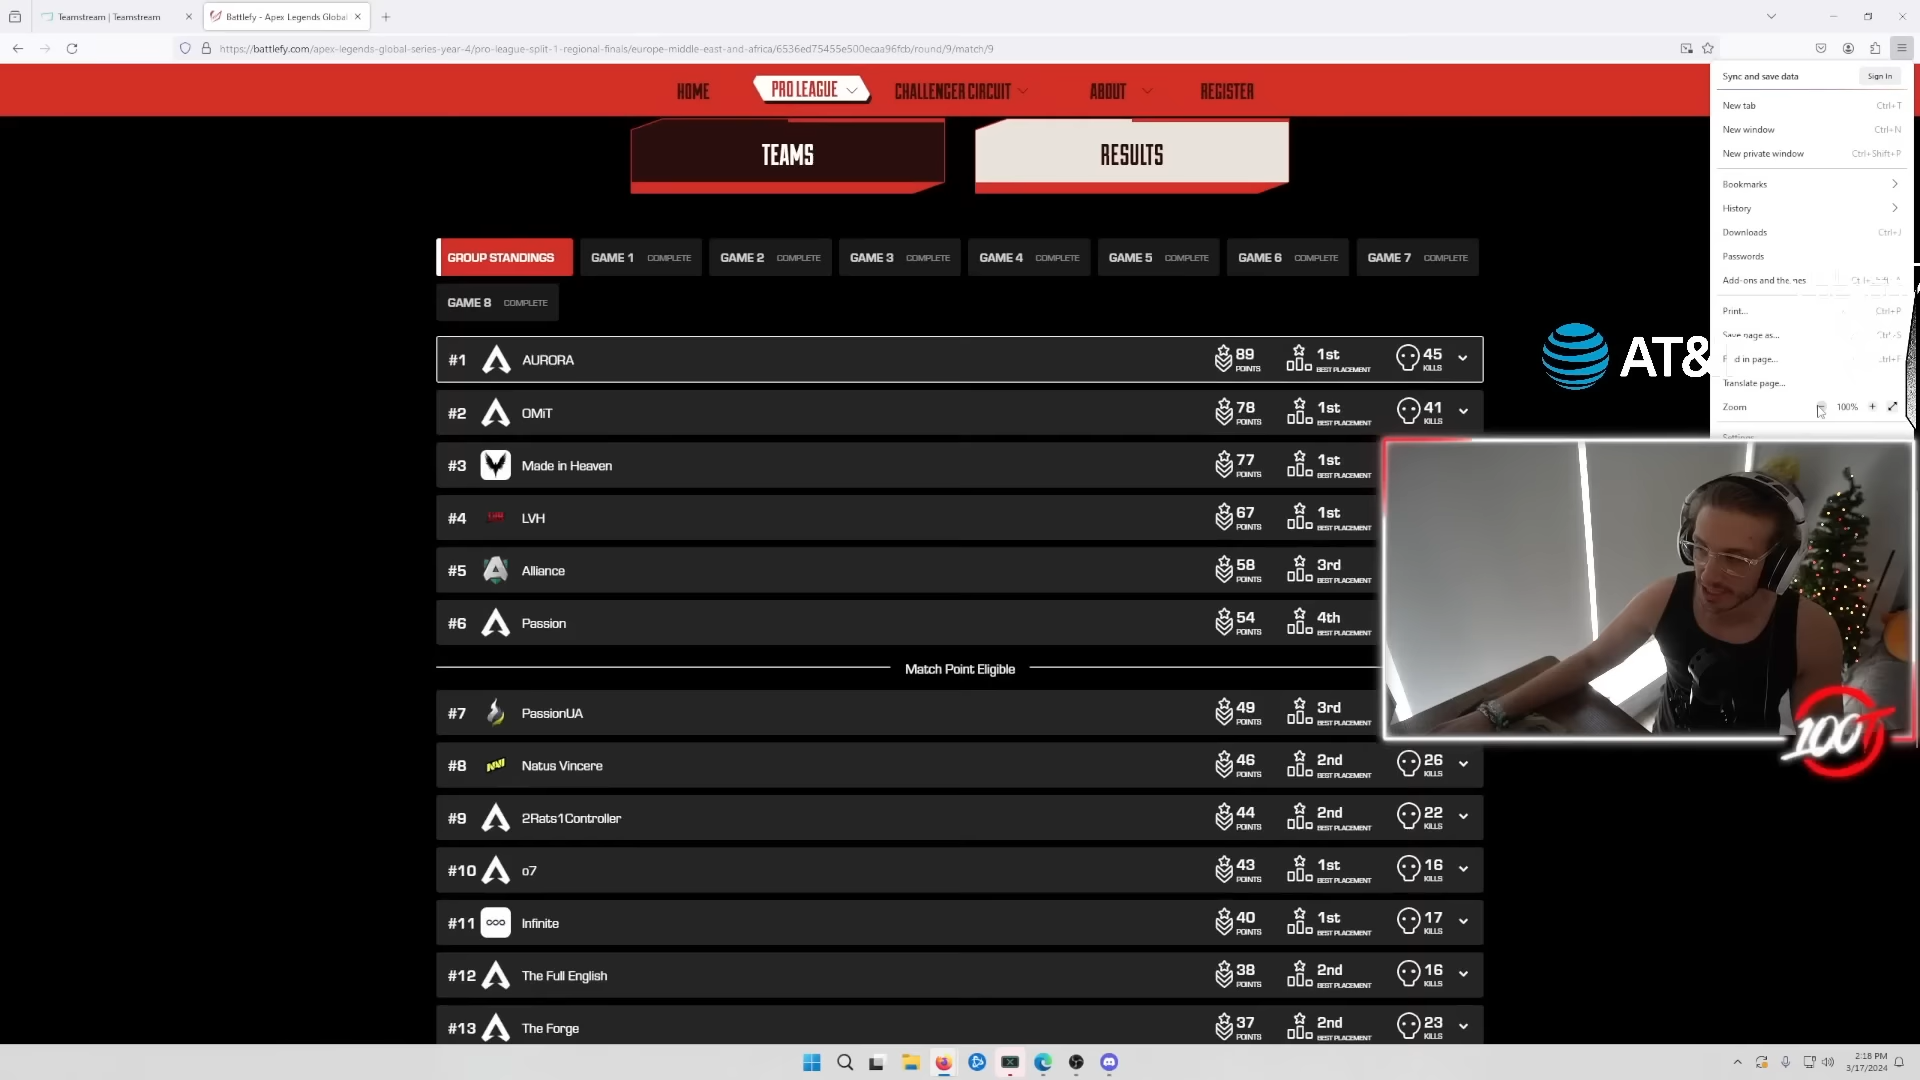 Teamstream | Teamstream
Battlefy - Apex Legends Global
https://battlefy.com/apex-legends-global-series-year-4/pro-league-split-1-regional-finals/europe-middle-east-and-africa/6536ed75455e500ecaa96fcb/round/9/match/9
HOME PRO LEAGUE CHALLENGER CIRCUIT ABOUT REGISTER
Sync and save data Sign In
New tab Ctrl+T
New window Ctrl+N
New private window Ctrl+Shift+P
Bookmarks
History
Downloads Ctrl+J
Passwords
Print... Ctrl+P
Save page as... Ctrl+S
Translate page...
Zoom 100%
TEAMS RESULTS
GROUP STANDINGS GAME 1 COMPLETE GAME 2 COMPLETE GAME 3 COMPLETE GAME 4 COMPLETE GAME 5 COMPLETE GAME 6 COMPLETE GAME 7 COMPLETE
GAME 8 COMPLETE
#1 AURORA 89 POINTS 1st BEST PLACEMENT 45 KILLS
AT&
#2 OMiT 78 POINTS 1st BEST PLACEMENT 41 KILLS
#3 Made in Heaven 77 POINTS 1st BEST PLACEMENT
#4 LVH 67 POINTS 1st BEST PLACEMENT
#5 Alliance 58 POINTS 3rd BEST PLACEMENT
#6 Passion 54 POINTS 4th BEST PLACEMENT
Match Point Eligible
#7 PassionUA 49 POINTS 3rd BEST PLACEMENT
100T
#8 Natus Vincere 46 POINTS 2nd BEST PLACEMENT 26 KILLS
#9 2Rats1Controller 44 POINTS 2nd BEST PLACEMENT 22 KILLS
#10 o7 43 POINTS 1st BEST PLACEMENT 16 KILLS
#11 Infinite 40 POINTS 1st BEST PLACEMENT 17 KILLS
#12 The Full English 38 POINTS 2nd BEST PLACEMENT 16 KILLS
#13 The Forge 37 POINTS 2nd BEST PLACEMENT 23 KILLS
2:18 PM
3/17/2024